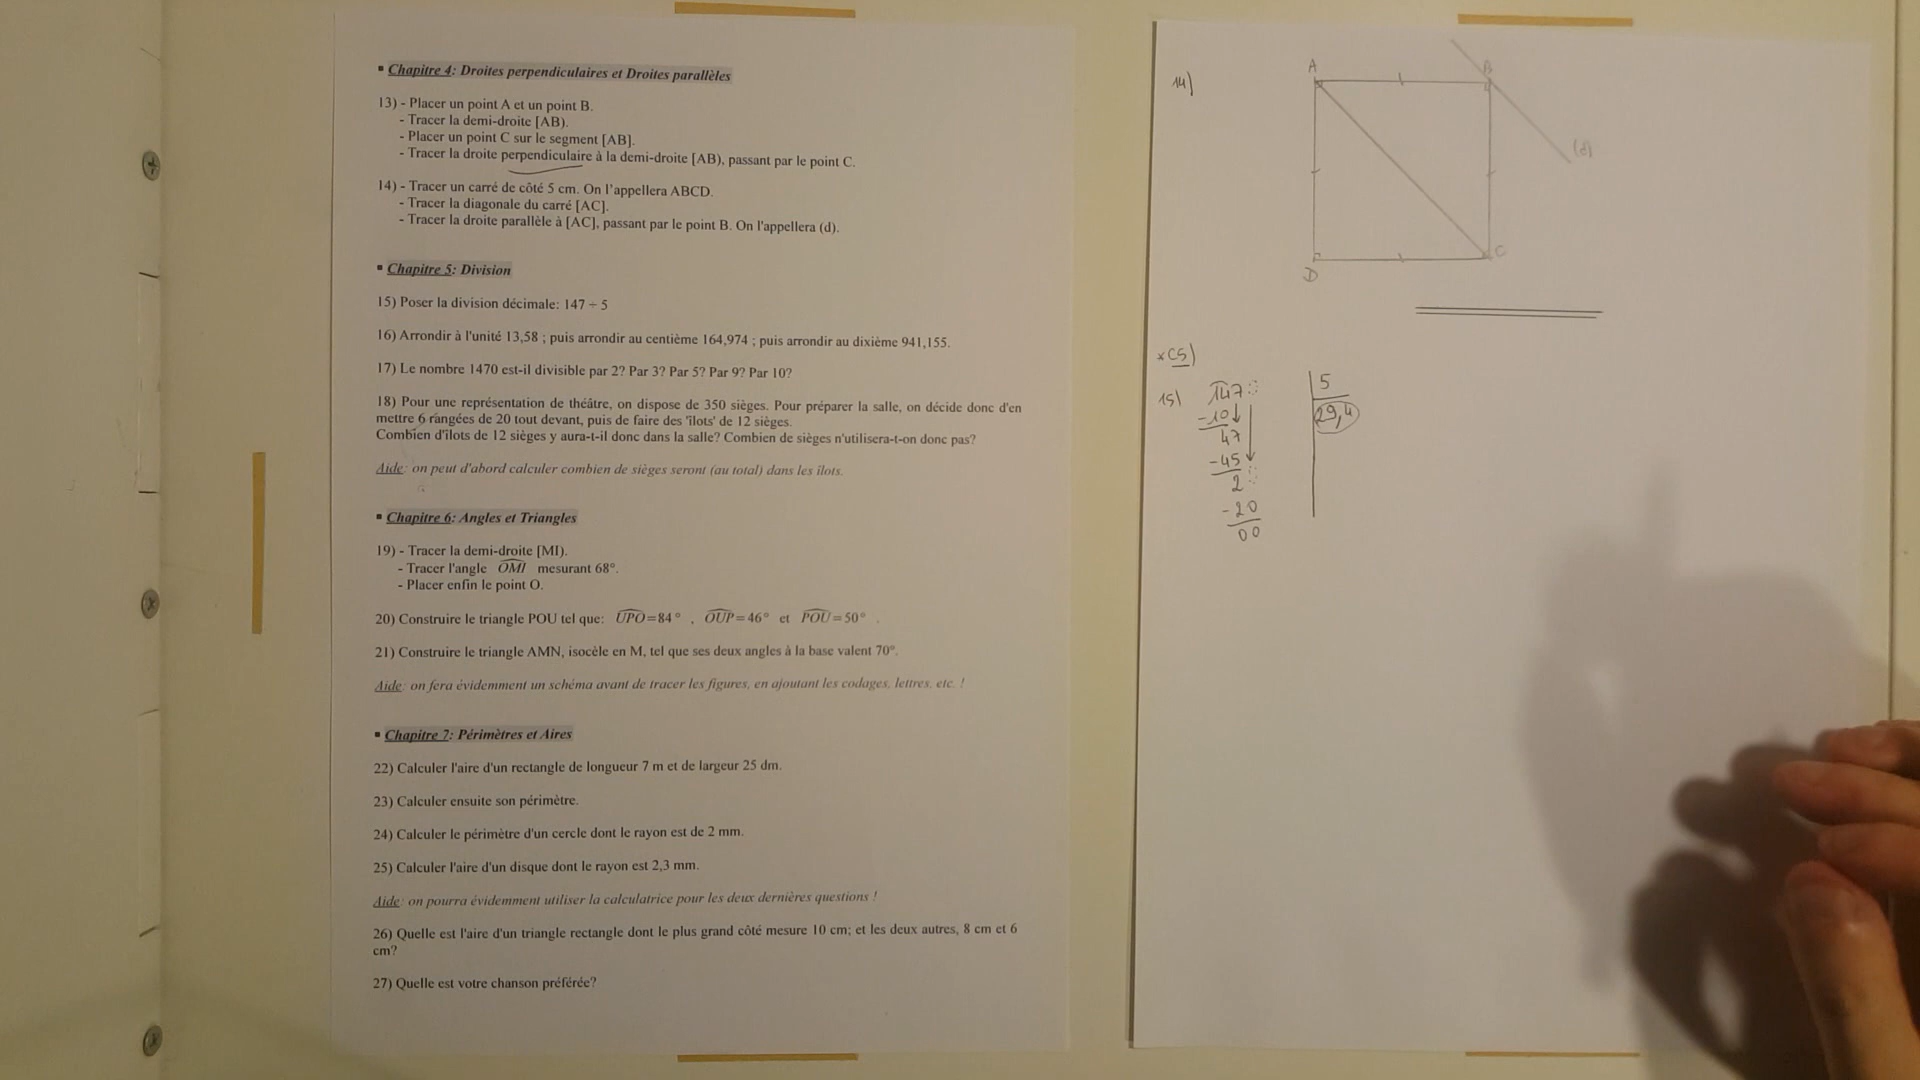 ▪ Chapitre 4: Droites perpendiculaires et Droites parallèles
13) - Placer un point A et un point B.
- Tracer la demi-droite [AB).
- Placer un point C sur le segment [AB].
- Tracer la droite perpendiculaire à la demi-droite [AB), passant par le point C.
14) - Tracer un carré de côté 5 cm. On l'appellera ABCD.
- Tracer la diagonale du carré [AC].
- Tracer la droite parallèle à [AC], passant par le point B. On l'appellera (d).
▪ Chapitre 5: Division
15) Poser la division décimale: 147 ÷ 5
16) Arrondir à l'unité 13,58 ; puis arrondir au centième 164,974 ; puis arrondir au dixième 941,155.
17) Le nombre 1470 est-il divisible par 2? Par 3? Par 5? Par 9? Par 10?
18) Pour une représentation de théâtre, on dispose de 350 sièges. Pour préparer la salle, on décide donc d'en
mettre 6 rangées de 20 tout devant, puis de faire des 'îlots' de 12 sièges.
Combien d'îlots de 12 sièges y aura-t-il donc dans la salle? Combien de sièges n'utilisera-t-on donc pas?
Aide: on peut d'abord calculer combien de sièges seront (au total) dans les îlots.
▪ Chapitre 6: Angles et Triangles
19) - Tracer la demi-droite [MI).
- Tracer l'angle OMI mesurant 68°.
- Placer enfin le point O.
20) Construire le triangle POU tel que: UPO=84° , OUP=46° et POU=50° .
21) Construire le triangle AMN, isocèle en M, tel que ses deux angles à la base valent 70°.
Aide: on fera évidemment un schéma avant de tracer les figures, en ajoutant les codages, lettres, etc. !
▪ Chapitre 7: Périmètres et Aires
22) Calculer l'aire d'un rectangle de longueur 7 m et de largeur 25 dm.
23) Calculer ensuite son périmètre.
24) Calculer le périmètre d'un cercle dont le rayon est de 2 mm.
25) Calculer l'aire d'un disque dont le rayon est 2,3 mm.
Aide: on pourra évidemment utiliser la calculatrice pour les deux dernières questions !
26) Quelle est l'aire d'un triangle rectangle dont le plus grand côté mesure 10 cm; et les deux autres, 8 cm et 6
cm?
27) Quelle est votre chanson préférée?
14)
A B
(d)
D C
x C5)
15) 147 5
-10 29,4
47
-45
2
-20
00